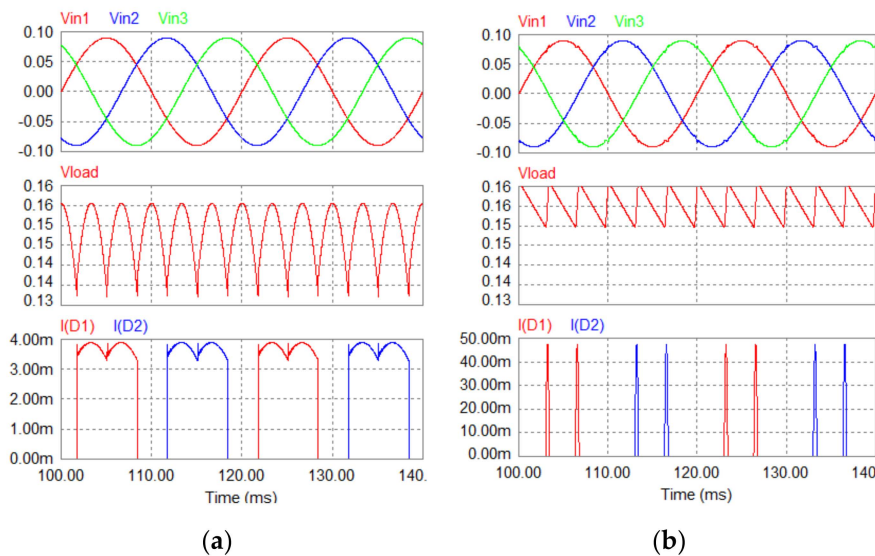 Vin1 Vin2 Vin3
0.10
0.05
0.00
-0.05
-0.10
Vload
0.16
0.16
0.15
0.14
0.14
0.13
I(D1) I(D2)
4.00m
3.00m
2.00m
1.00m
0.00m
100.00 110.00 120.00 130.00 140.
Time (ms)
(a)
Vin1 Vin2 Vin3
0.10
0.05
0.00
-0.05
-0.10
Vload
0.16
0.16
0.15
0.14
0.14
0.13
I(D1) I(D2)
50.00m
40.00m
30.00m
20.00m
10.00m
0.00m
100.00 110.00 120.00 130.00 140.
Time (ms)
(b)